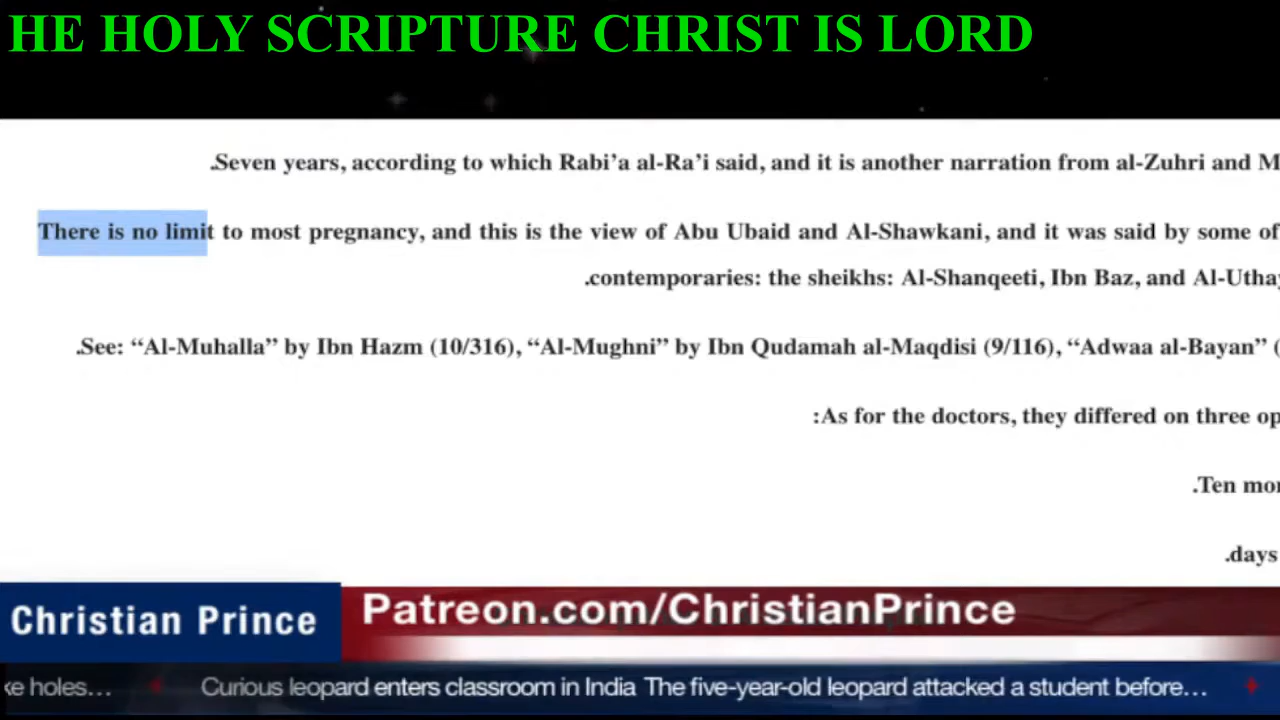 HE HOLY SCRIPTURE CHRIST IS LORD
.Seven years, according to which Rabi’a al-Ra’i said, and it is another narration from al-Zuhri and M
There is no limit to most pregnancy, and this is the view of Abu Ubaid and Al-Shawkani, and it was said by some of
.contemporaries: the sheikhs: Al-Shanqeeti, Ibn Baz, and Al-Uthay
.See: “Al-Muhalla” by Ibn Hazm (10/316), “Al-Mughni” by Ibn Qudamah al-Maqdisi (9/116), “Adwaa al-Bayan” (
:As for the doctors, they differed on three op
.Ten mon
.days
Christian Prince
Patreon.com/ChristianPrince
ke holes… Curious leopard enters classroom in India The five-year-old leopard attacked a student before…